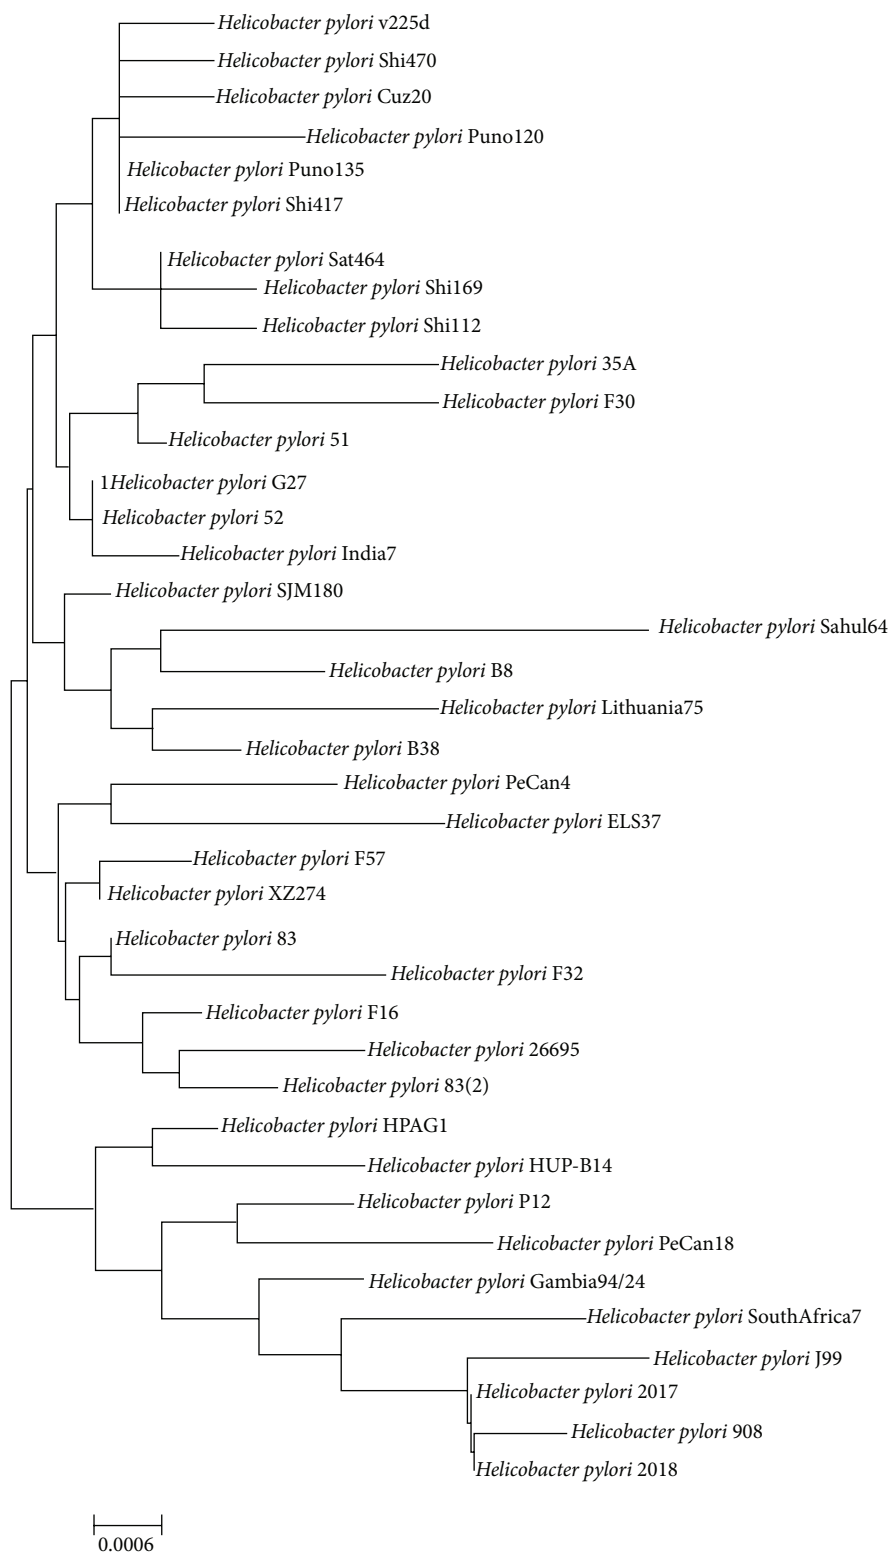 Helicobacter pylori v225d
Helicobacter pylori Shi470
Helicobacter pylori Cuz20
Helicobacter pylori Puno120
Helicobacter pylori Puno135
Helicobacter pylori Shi417
Helicobacter pylori Sat464
Helicobacter pylori Shi169
Helicobacter pylori Shi112
Helicobacter pylori 35A
Helicobacter pylori F30
Helicobacter pylori 51
1Helicobacter pylori G27
Helicobacter pylori 52
Helicobacter pylori India7
Helicobacter pylori SJM180
Helicobacter pylori Sahul64
Helicobacter pylori B8
Helicobacter pylori Lithuania75
Helicobacter pylori B38
Helicobacter pylori PeCan4
Helicobacter pylori ELS37
Helicobacter pylori F57
Helicobacter pylori XZ274
Helicobacter pylori 83
Helicobacter pylori F32
Helicobacter pylori F16
Helicobacter pylori 26695
Helicobacter pylori 83(2)
Helicobacter pylori HPAG1
Helicobacter pylori HUP-B14
Helicobacter pylori P12
Helicobacter pylori PeCan18
Helicobacter pylori Gambia94/24
Helicobacter pylori SouthAfrica7
Helicobacter pylori J99
Helicobacter pylori 2017
Helicobacter pylori 908
Helicobacter pylori 2018
0.0006